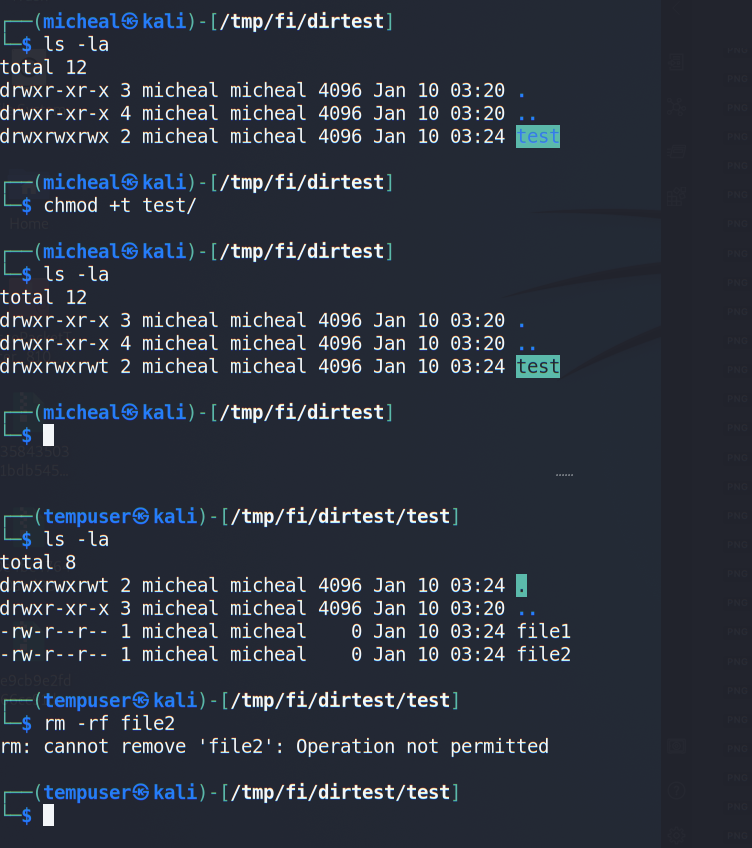 ┌──(micheal㉿kali)-[/tmp/fi/dirtest]
└─$ ls -la
total 12
drwxr-xr-x 3 micheal micheal 4096 Jan 10 03:20 .
drwxr-xr-x 4 micheal micheal 4096 Jan 10 03:20 ..
drwxrwxrwx 2 micheal micheal 4096 Jan 10 03:24 test
┌──(micheal㉿kali)-[/tmp/fi/dirtest]
└─$ chmod +t test/
Home
┌──(micheal㉿kali)-[/tmp/fi/dirtest]
└─$ ls -la
total 12
drwxr-xr-x 3 micheal micheal 4096 Jan 10 03:20 .
drwxr-xr-x 4 micheal micheal 4096 Jan 10 03:20 ..
drwxrwxrwt 2 micheal micheal 4096 Jan 10 03:24 test
┌──(micheal㉿kali)-[/tmp/fi/dirtest]
└─$
35843503
1bdb545...
┌──(tempuser㉿kali)-[/tmp/fi/dirtest/test]
└─$ ls -la
total 8
drwxrwxrwt 2 micheal micheal 4096 Jan 10 03:24 .
drwxr-xr-x 3 micheal micheal 4096 Jan 10 03:20 ..
-rw-r--r-- 1 micheal micheal    0 Jan 10 03:24 file1
-rw-r--r-- 1 micheal micheal    0 Jan 10 03:24 file2
e9cb9e2fd
┌──(tempuser㉿kali)-[/tmp/fi/dirtest/test]
└─$ rm -rf file2
rm: cannot remove 'file2': Operation not permitted
┌──(tempuser㉿kali)-[/tmp/fi/dirtest/test]
└─$